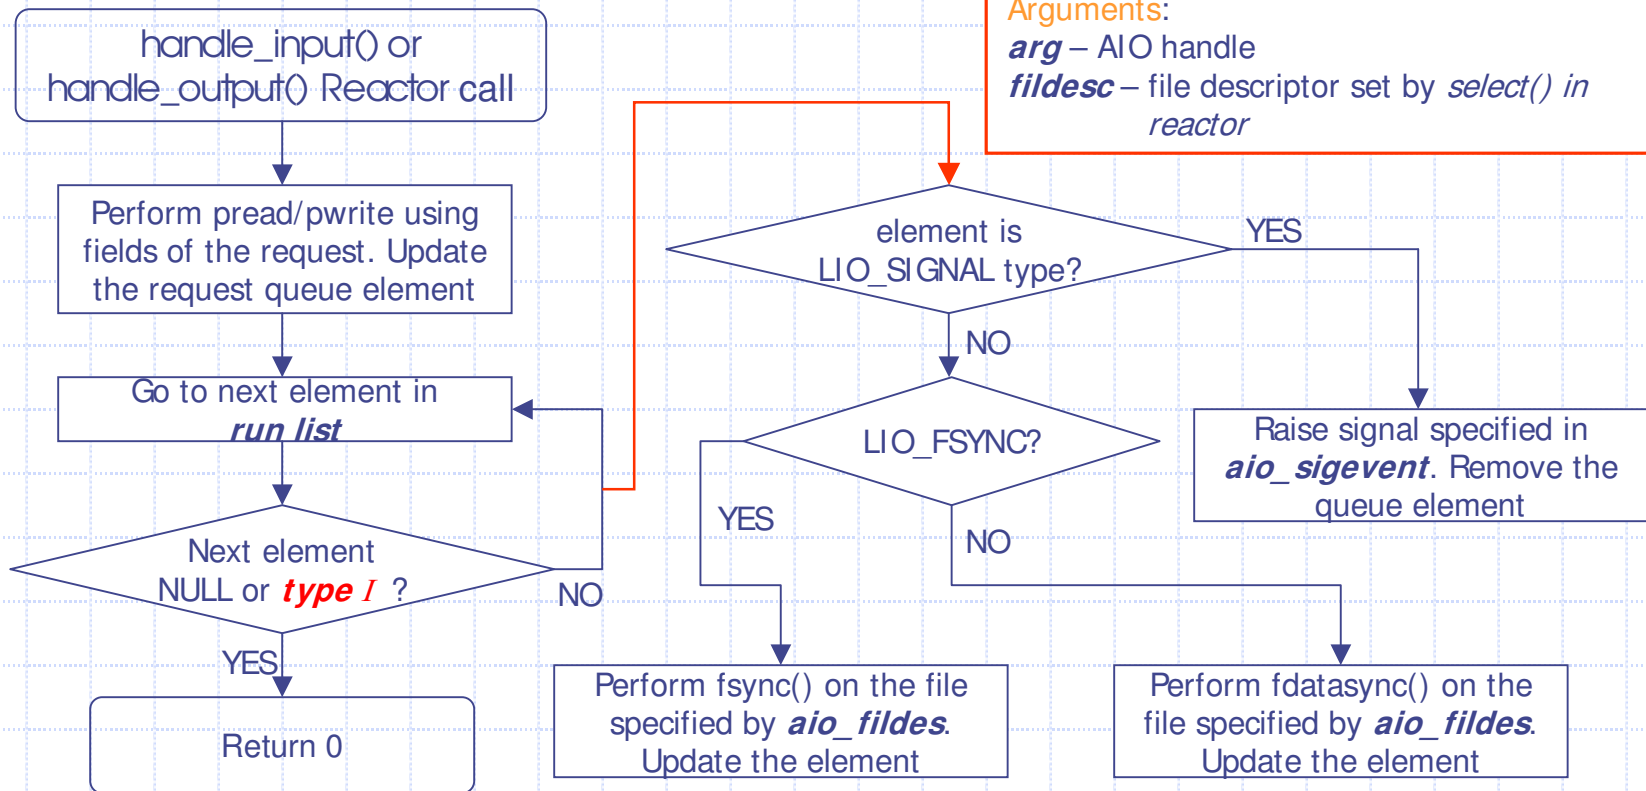 handle_input() or
handle_output() Reactor call
Arguments:
arg – AIO handle
fildesc – file descriptor set by select() in
reactor
Perform pread/pwrite using
fields of the request. Update
the request queue element
element is
LIO_SIGNAL type?
YES
NO
Go to next element in
run list
LIO_FSYNC?
Raise signal specified in
aio_sigevent. Remove the
queue element
YES
NO
Next element
NULL or type I ?
NO
YES
Return 0
Perform fsync() on the file
specified by aio_fildes.
Update the element
Perform fdatasync() on the
file specified by aio_fildes.
Update the element